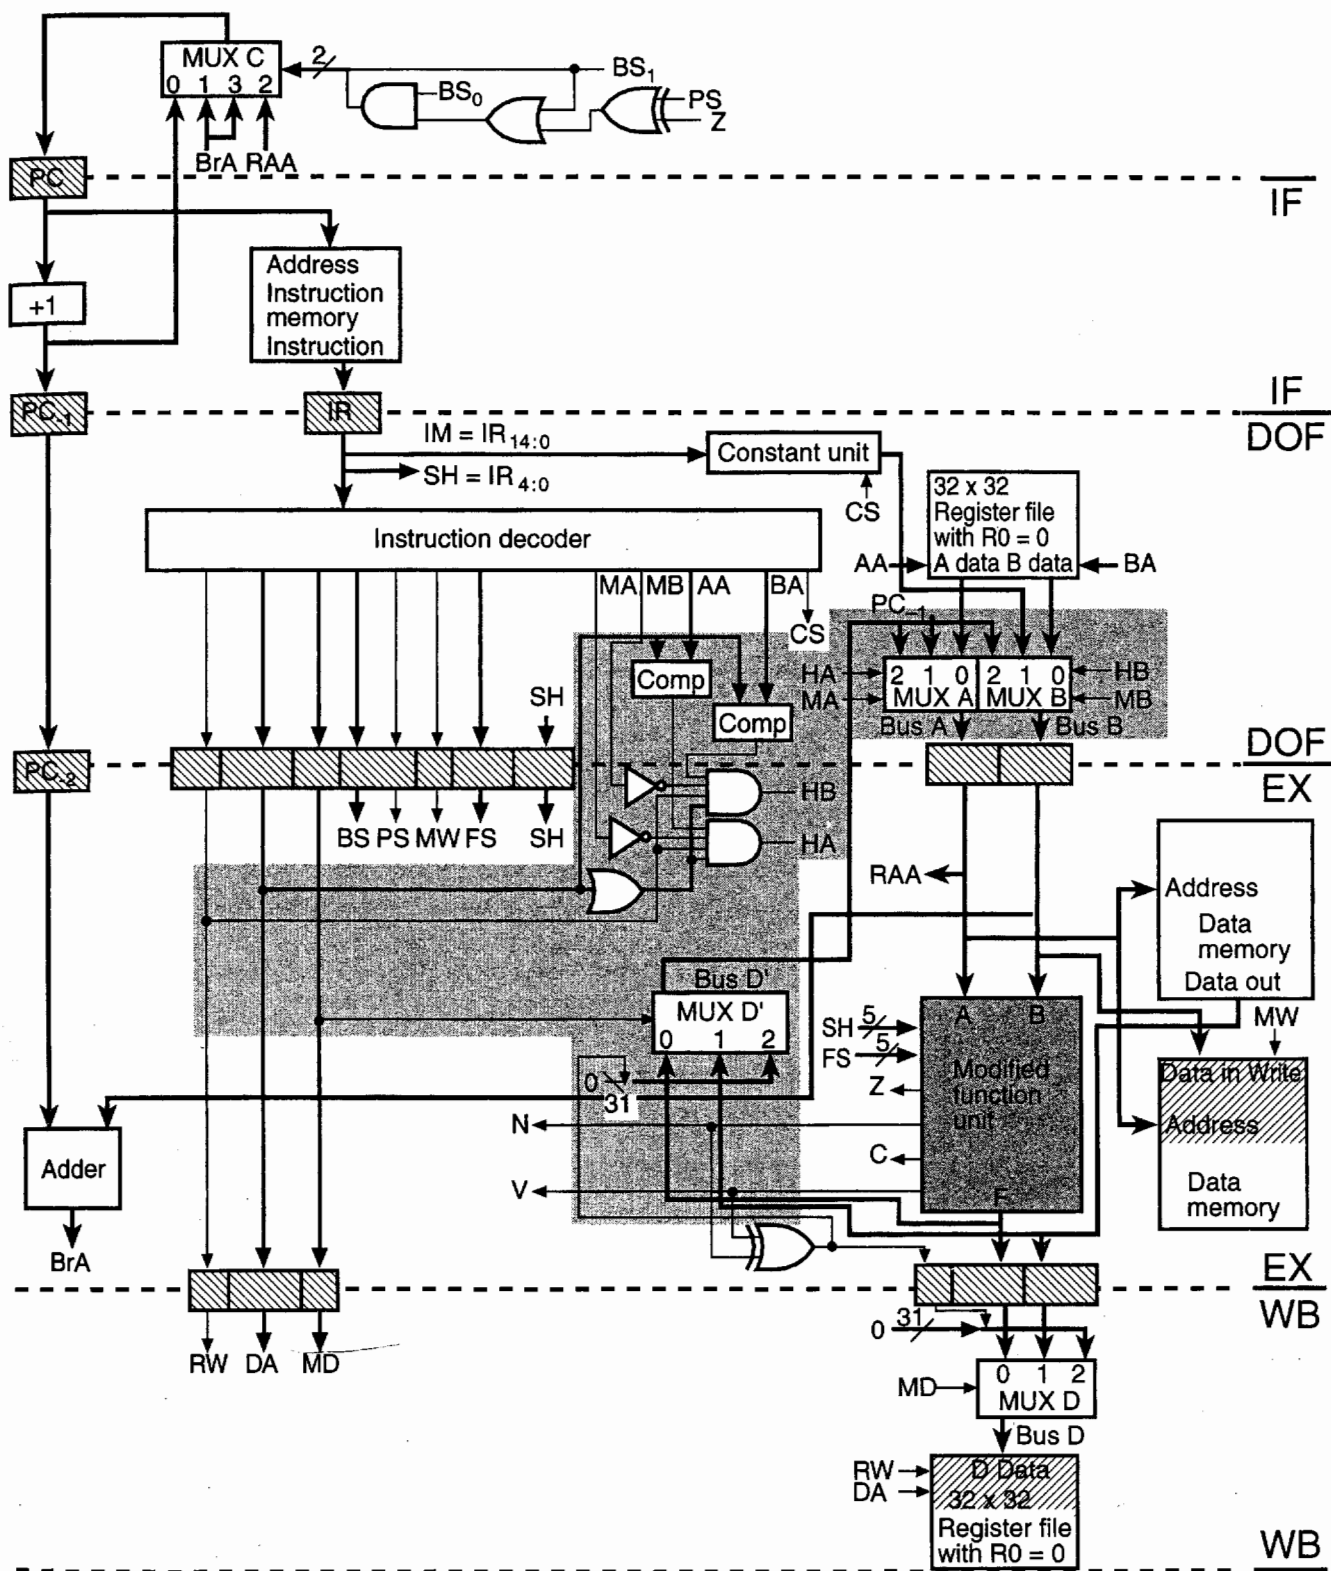 MUX C
0 1 3 2
2
BS1
BS0
PS
Z
BrA RAA
PC
IF
Address
Instruction
memory
Instruction
+1
IF
PC-1
IR
DOF
IM = IR14:0
Constant unit
SH = IR4:0
CS
32 x 32
Register file
with R0 = 0
A data B data
AA
BA
Instruction decoder
MA MB AA BA
CS
PC-1
Comp
HA
2 1 0 2 1 0
HB
MA
MUX A MUX B
MB
SH
Comp
Bus A
Bus B
DOF
PC-2
EX
HB
BS PS MW FS SH
HA
RAA
Address
Data
memory
Data out
Bus D'
MUX D'
0 1 2
A B
SH 5
FS 5
MW
Modified
function
unit
Z
Data in Write
0
31
N
Address
C
Adder
V
F
Data
memory
BrA
EX
WB
31
0
RW DA MD
0 1 2
MD
MUX D
Bus D
RW
DA
D Data
32 x 32
Register file
with R0 = 0
WB